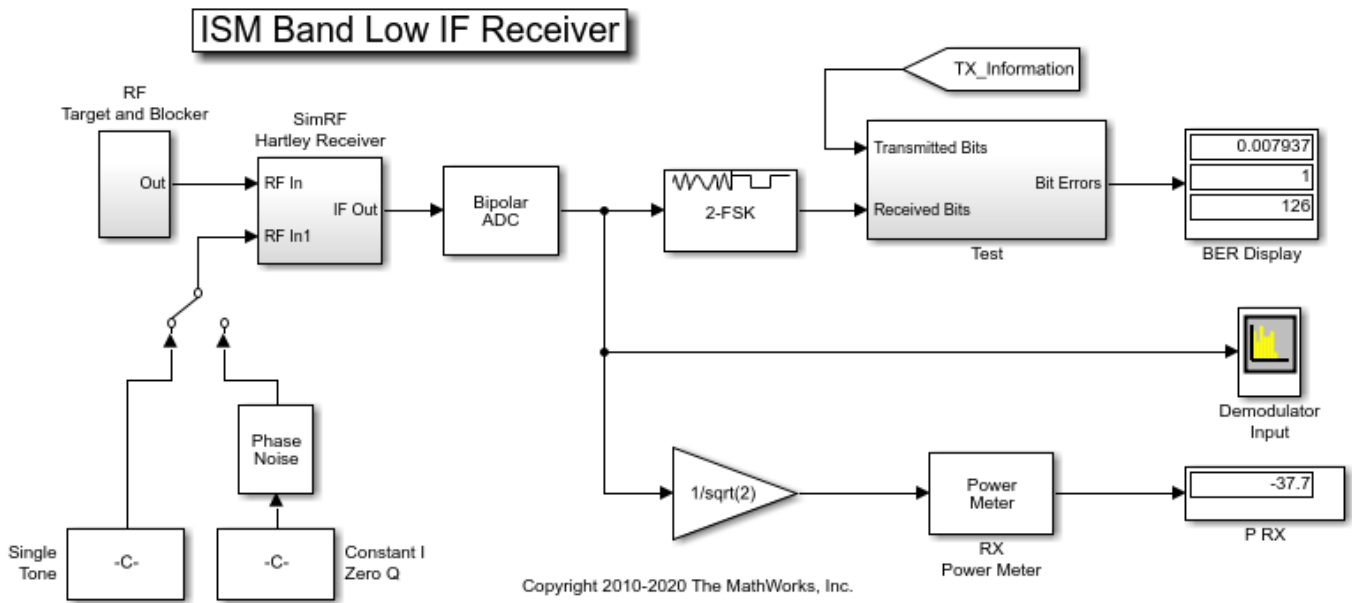 ISM Band Low IF Receiver
TX_Information
RF
Target and Blocker
Out
SimRF
Hartley Receiver
RF In
IF Out
RF In1
Bipolar
ADC
2-FSK
Transmitted Bits
Bit Errors
Received Bits
Test
0.007937
1
126
BER Display
Demodulator
Input
Phase
Noise
1/sqrt(2)
Power
Meter
RX
Power Meter
-37.7
P RX
Single
Tone
-C-
-C-
Constant I
Zero Q
Copyright 2010-2020 The MathWorks, Inc.